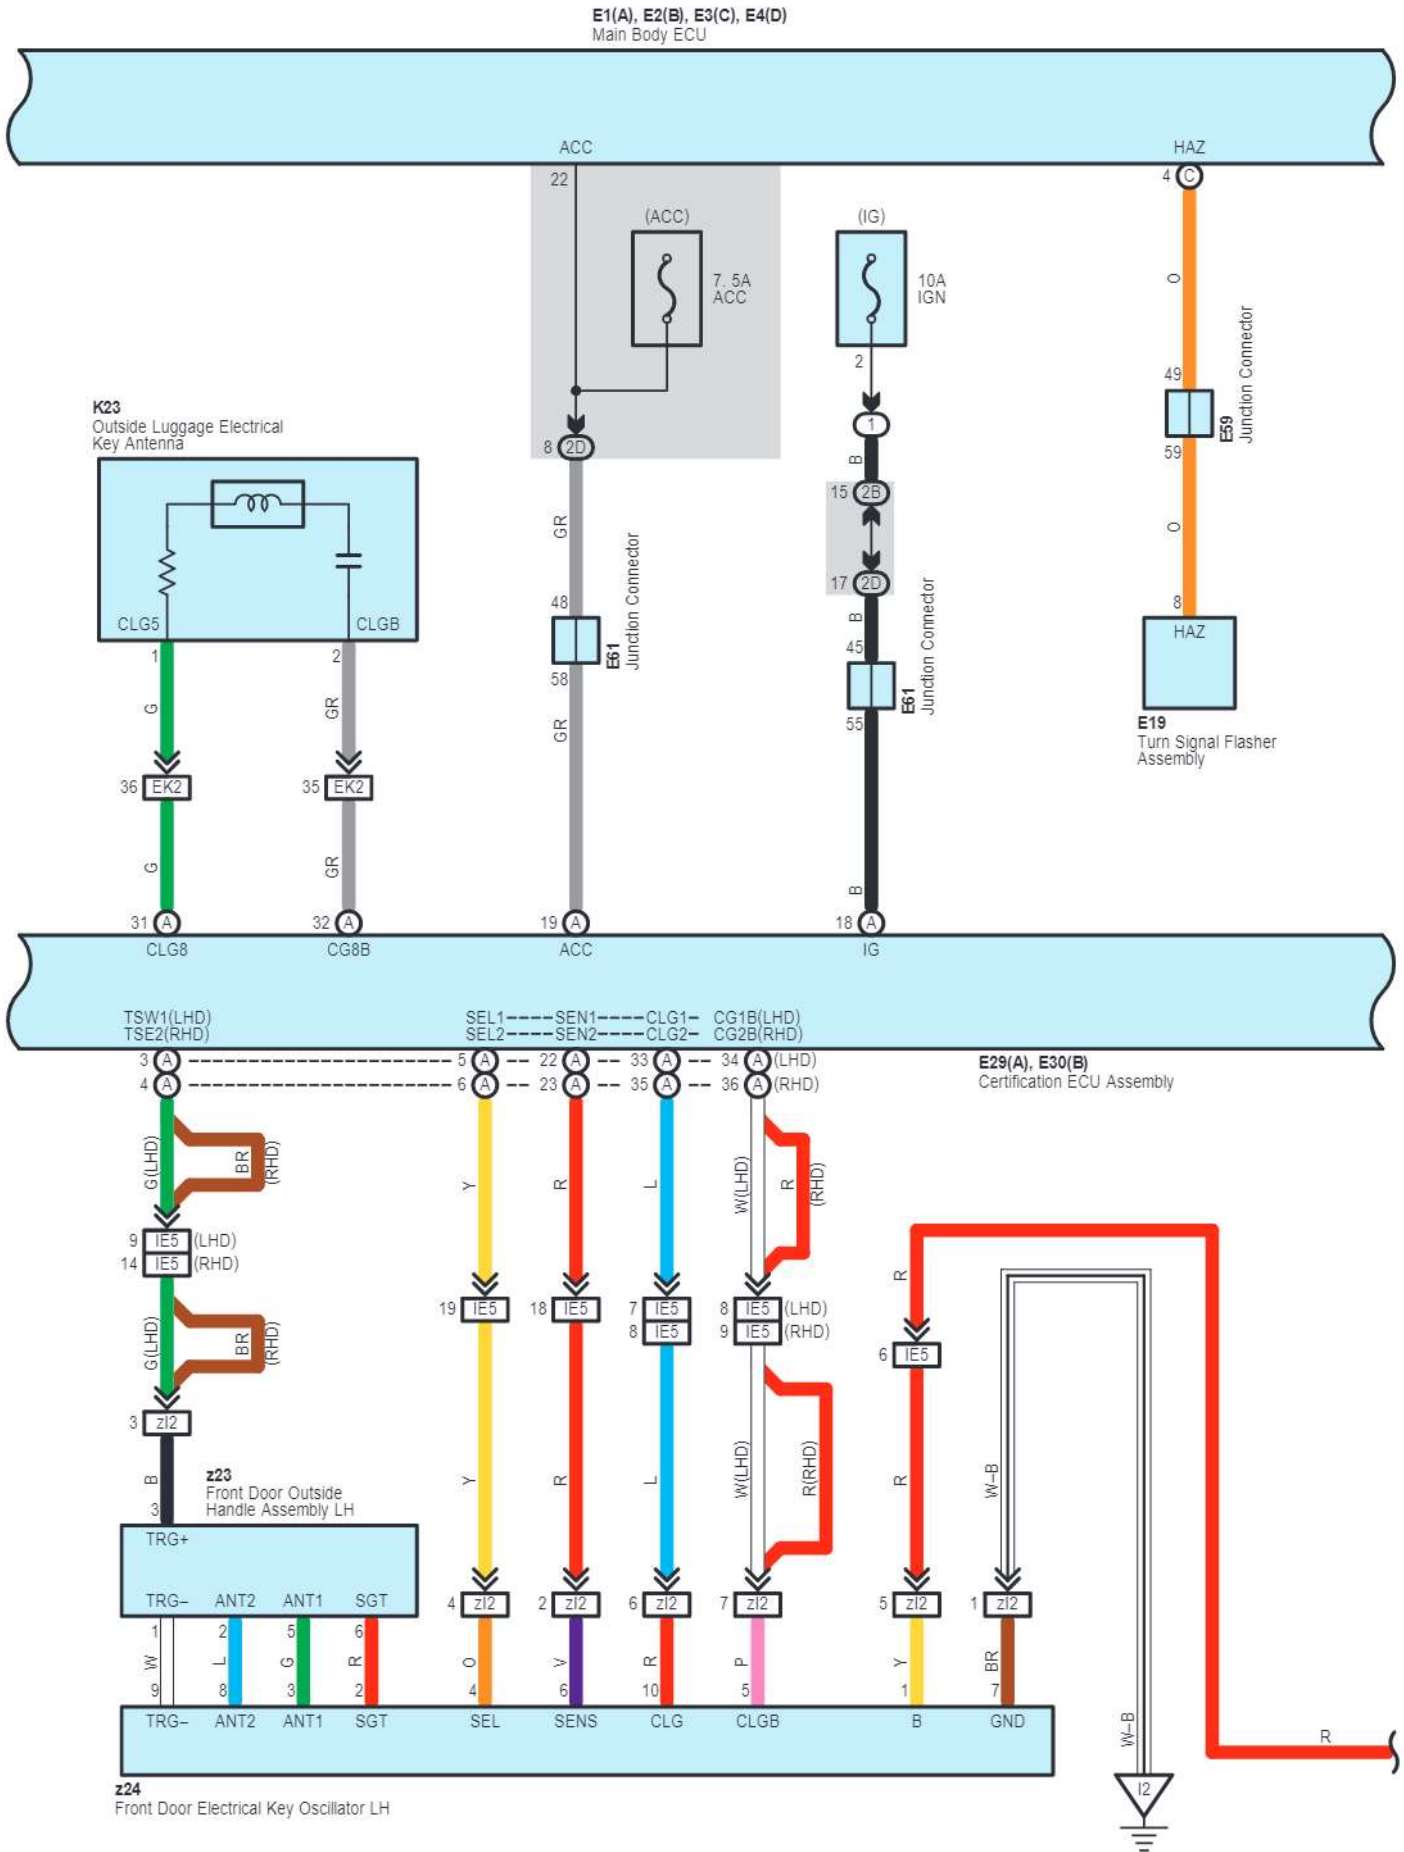 E1(A), E2(B), E3(C), E4(D)
Main Body ECU
ACC
HAZ
22
4 C
(ACC)
(IG)
7. 5A
ACC
10A
IGN
O
2
49
E59
Junction Connector
59
K23
Outside Luggage Electrical
Key Antenna
1
8 2D
B
15 2B
GR
O
17 2D
CLG5
CLGB
48
E61
Junction Connector
58
B
45
E61
Junction Connector
55
8
HAZ
E19
Turn Signal Flasher
Assembly
1
2
G
GR
GR
36 EK2
35 EK2
G
GR
B
31 A
32 A
19 A
18 A
CLG8
CG8B
ACC
IG
TSW1(LHD)
TSE2(RHD)
SEL1----SEN1----CLG1- CG1B(LHD)
SEL2----SEN2----CLG2- CG2B(RHD)
3 A 5 A 22 A 33 A 34 A (LHD)
4 A 6 A 23 A 35 A 36 A (RHD)
E29(A), E30(B)
Certification ECU Assembly
G(LHD)
BR
(RHD)
Y
R
L
W(LHD)
R
(RHD)
9 IE5 (LHD)
14 IE5 (RHD)
R
19 IE5
18 IE5
7 IE5
8 IE5
8 IE5 (LHD)
9 IE5 (RHD)
G(LHD)
BR
(RHD)
6 IE5
3 zI2
B
3
z23
Front Door Outside
Handle Assembly LH
Y
R
L
W(LHD)
R(RHD)
R
W-B
TRG+
TRG- ANT2 ANT1 SGT
4 zI2
2 zI2
6 zI2
7 zI2
5 zI2
1 zI2
1 2 5 6
W L G R O V R P Y BR
9 8 3 2 4 6 10 5 1 7
TRG- ANT2 ANT1 SGT SEL SENS CLG CLGB B GND
W-B
R
z24
Front Door Electrical Key Oscillator LH
I2